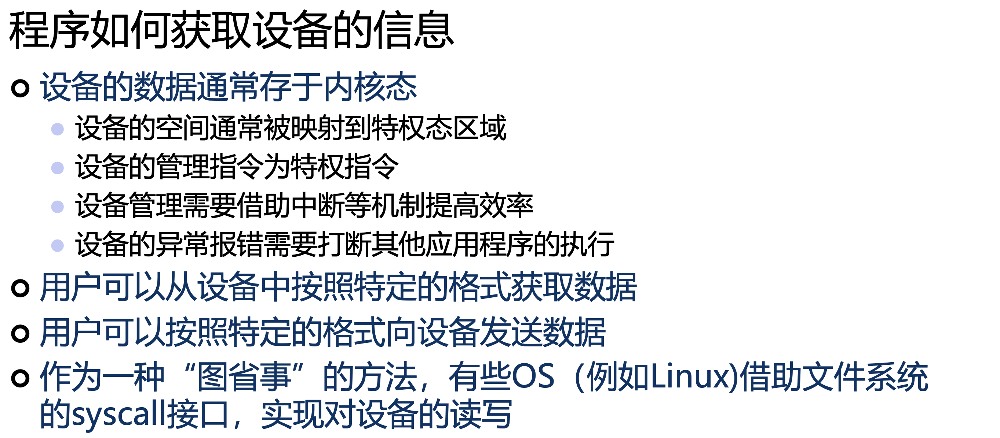 程序如何获取设备的信息
设备的数据通常存于内核态
设备的空间通常被映射到特权态区域
设备的管理指令为特权指令
设备管理需要借助中断等机制提高效率
设备的异常报错需要打断其他应用程序的执行
用户可以从设备中按照特定的格式获取数据
用户可以按照特定的格式向设备发送数据
作为一种“图省事”的方法，有些OS（例如Linux)借助文件系统
的syscall接口，实现对设备的读写